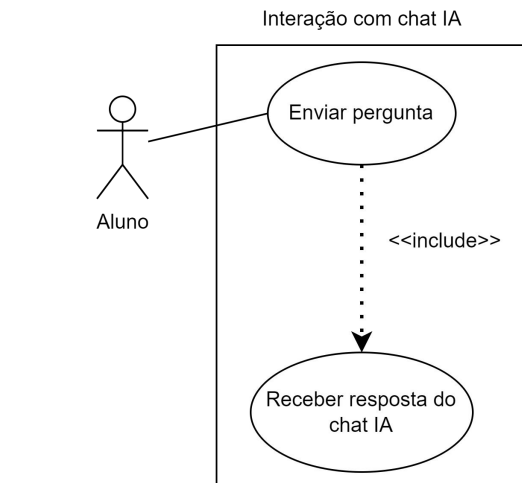 Interação com chat IA
Enviar pergunta
Aluno
<<include>>
Receber resposta do
chat IA